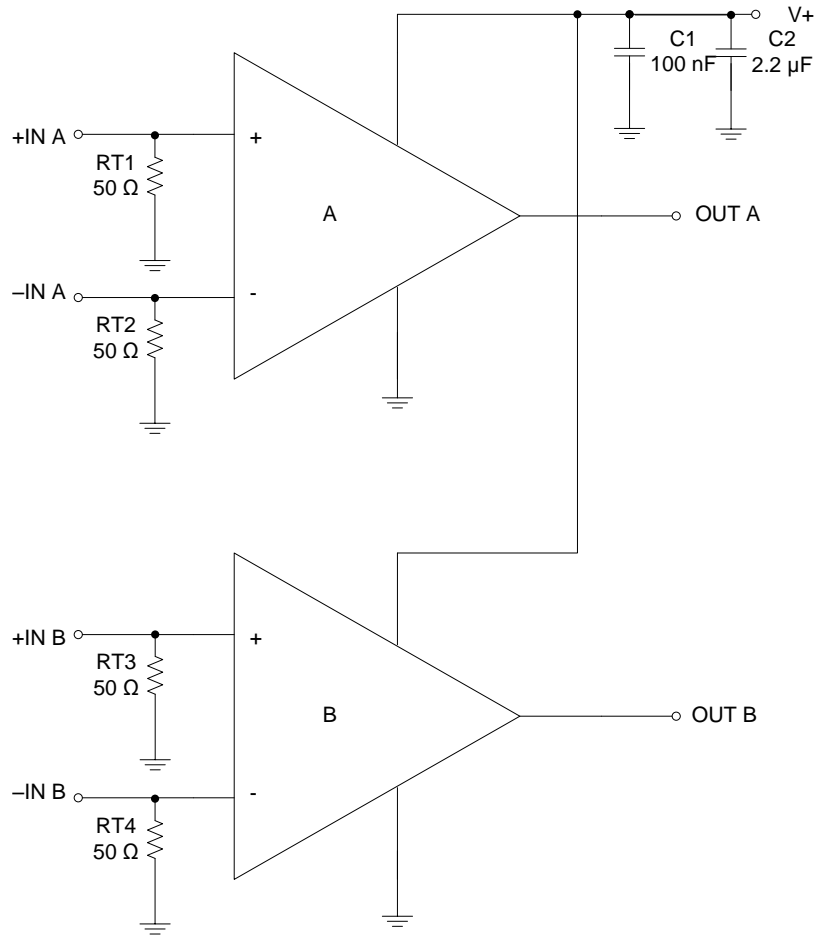 V+
C1
100 nF
C2
2.2 µF
+IN A
+
RT1
50 Ω
A
OUT A
–IN A
-
RT2
50 Ω
+IN B
+
RT3
50 Ω
B
OUT B
–IN B
-
RT4
50 Ω